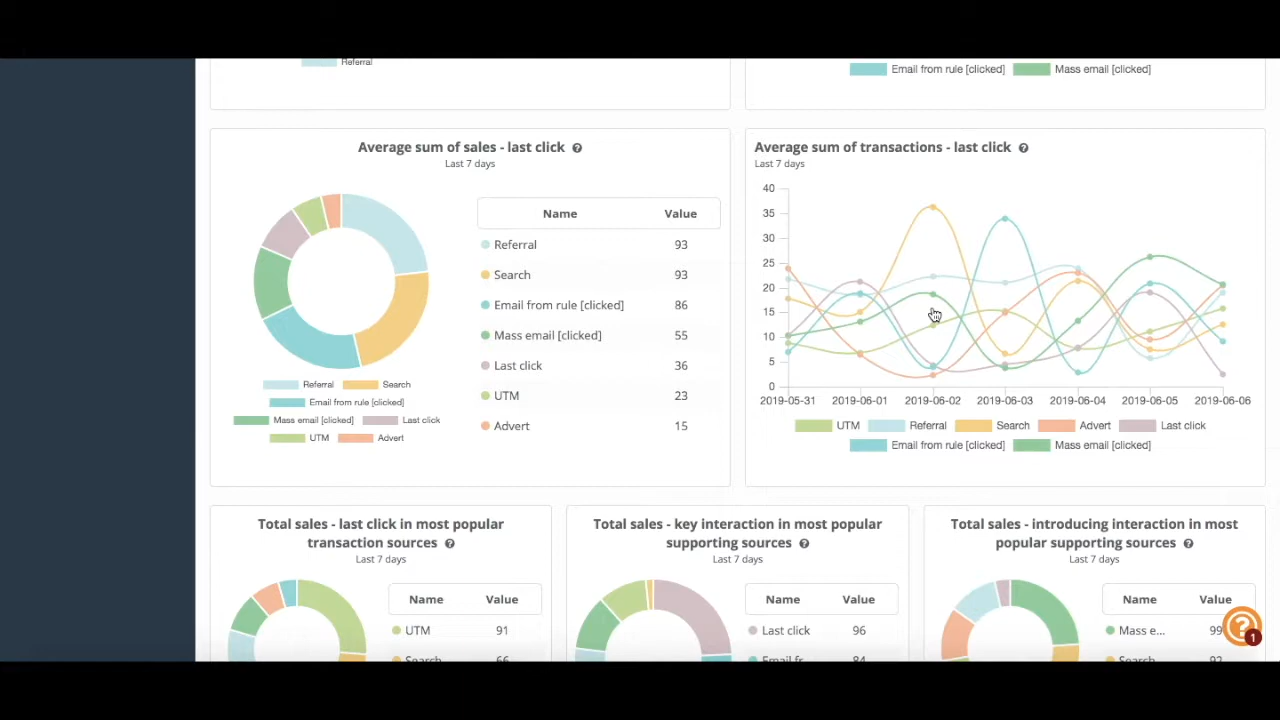 Referral
Email from rule [clicked] Mass email [clicked]
Average sum of sales - last click ?
Last 7 days
Name Value
Referral 93
Search 93
Email from rule [clicked] 86
Mass email [clicked] 55
Last click 36
UTM 23
Advert 15
Referral Search
Email from rule [clicked]
Mass email [clicked] Last click
UTM Advert
Average sum of transactions - last click ?
Last 7 days
40
35
30
25
20
15
10
5
0
2019-05-31 2019-06-01 2019-06-02 2019-06-03 2019-06-04 2019-06-05 2019-06-06
UTM Referral Search Advert Last click
Email from rule [clicked] Mass email [clicked]
Total sales - last click in most popular
transaction sources ?
Last 7 days
Name Value
UTM 91
Search 66
Total sales - key interaction in most popular
supporting sources ?
Last 7 days
Name Value
Last click 96
Email fr... 84
Total sales - introducing interaction in most
popular supporting sources ?
Last 7 days
Name Value
Mass e... 99
Search 92
?
1